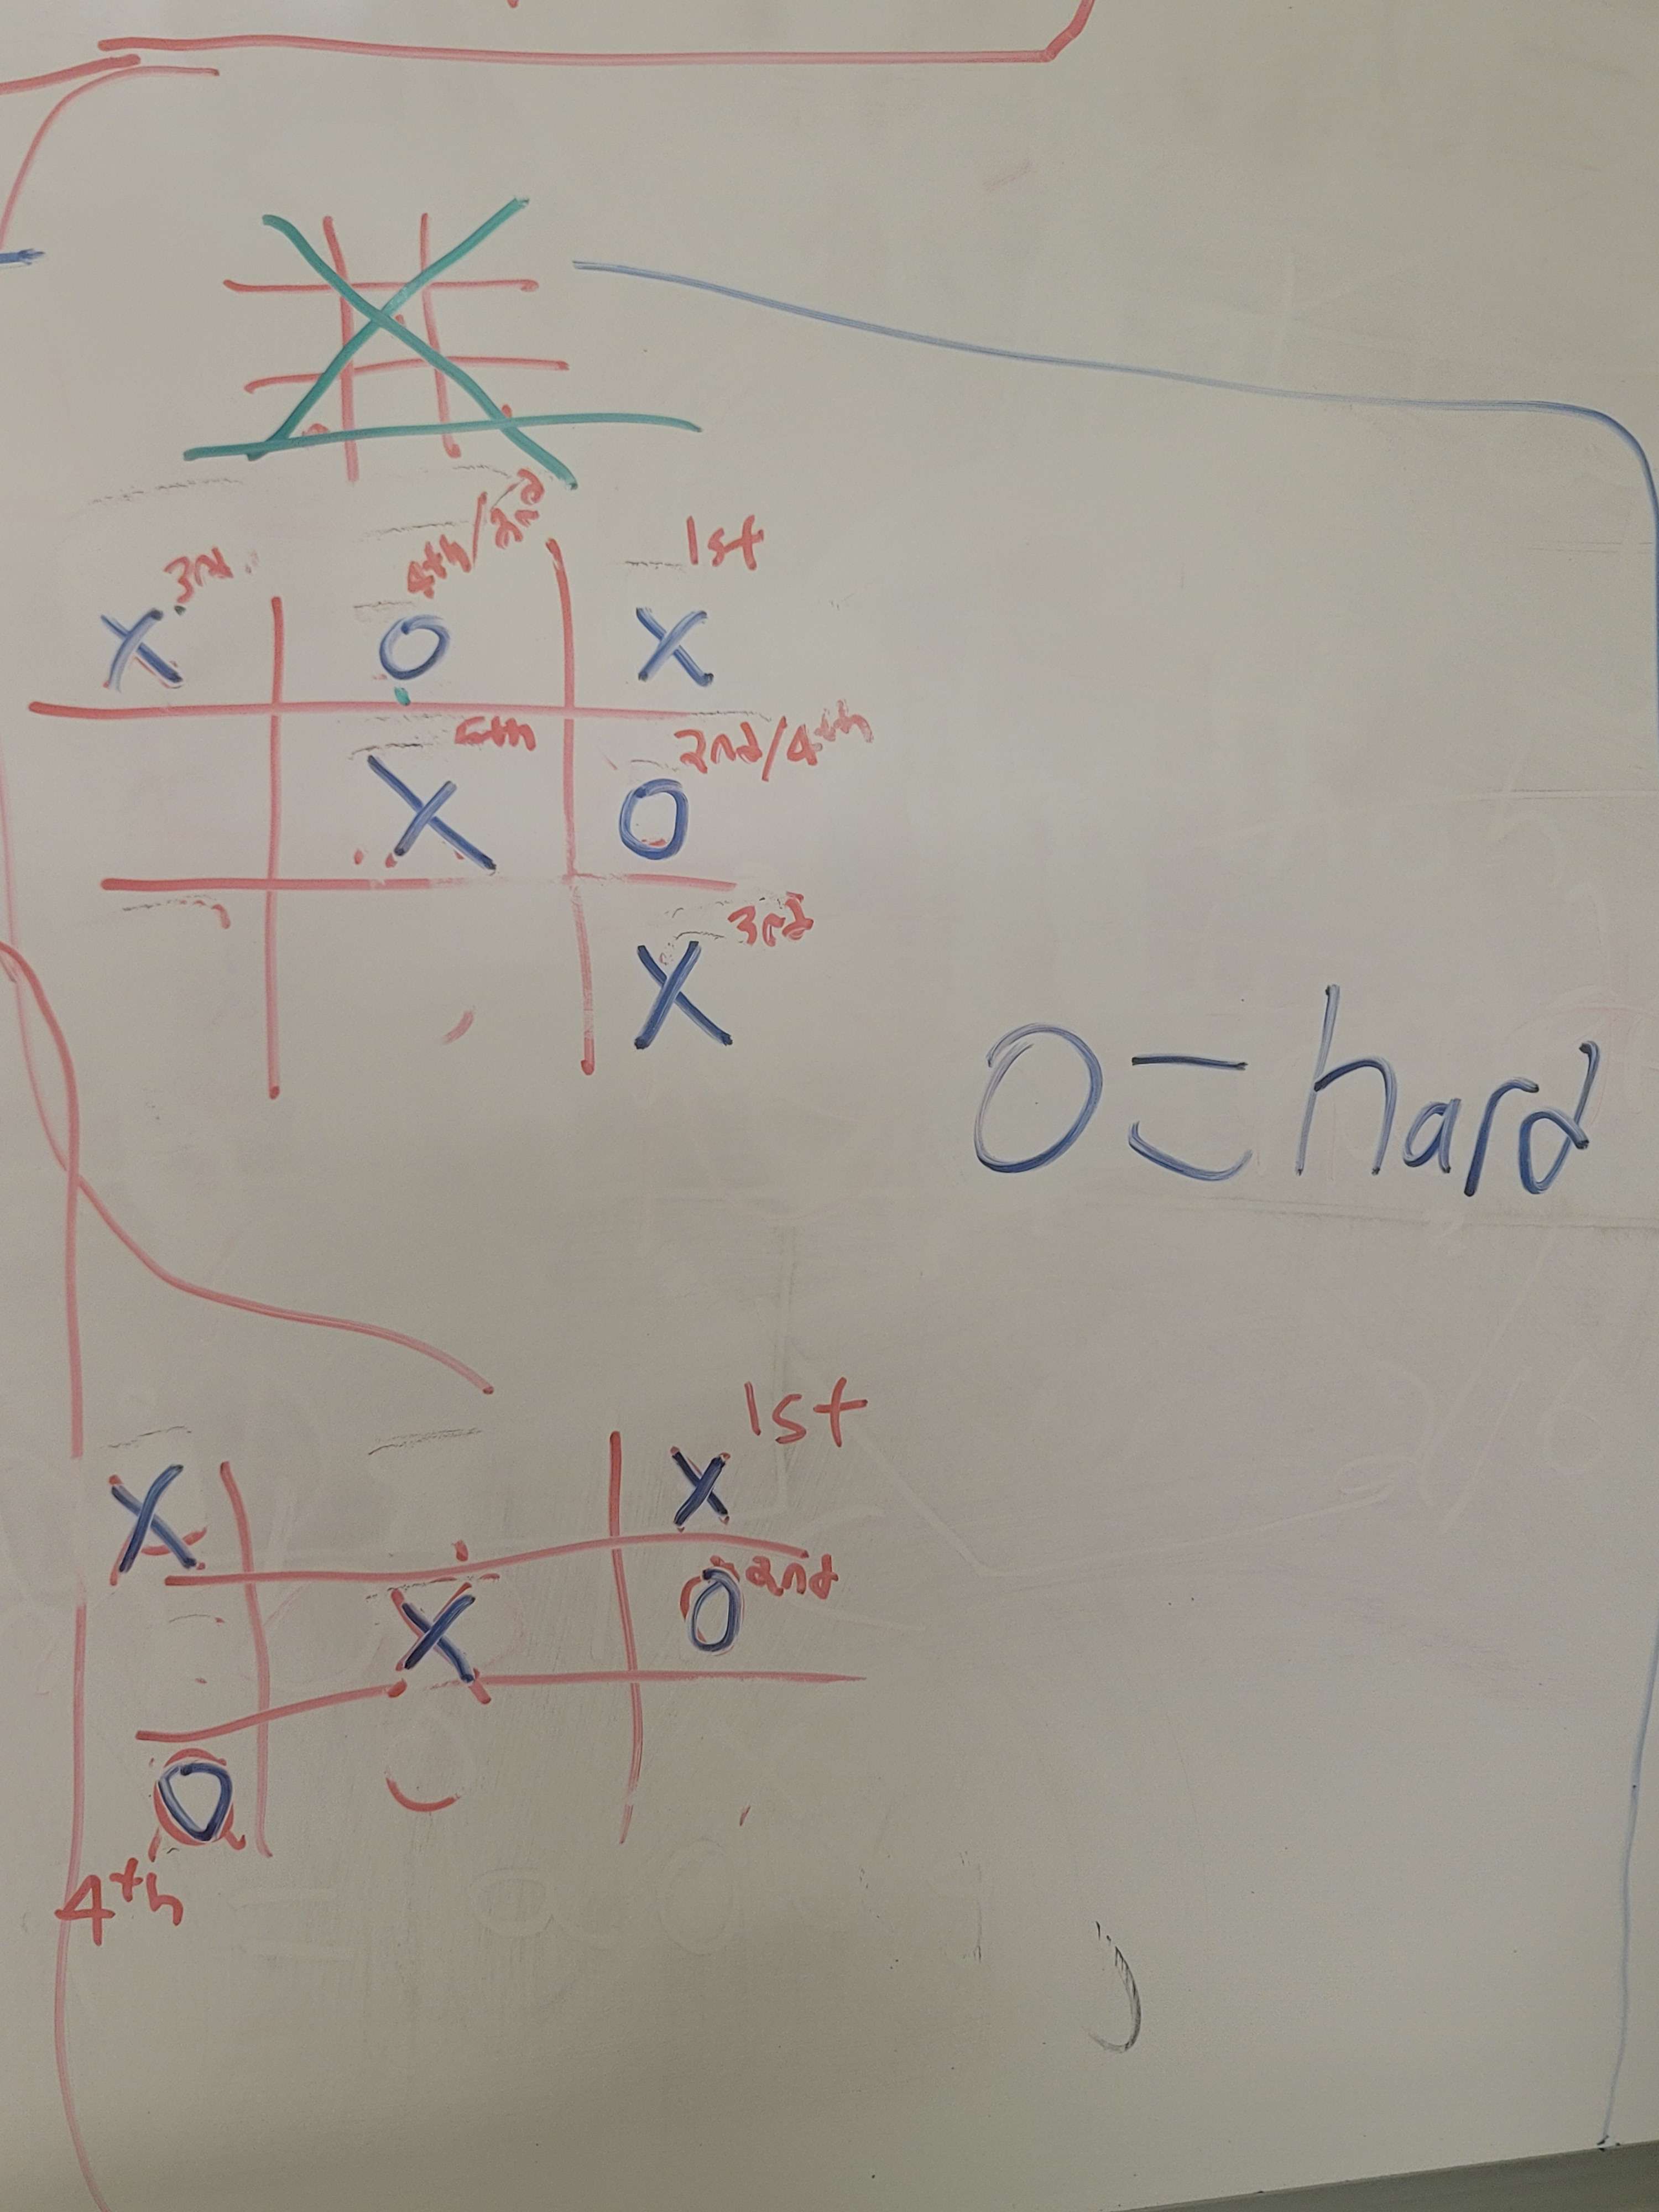 3rd 4th/2nd 1st
X O X
5th 2nd/4th
X O
3rd
X
O=hard
1st
X X
X O 2nd
O
4th